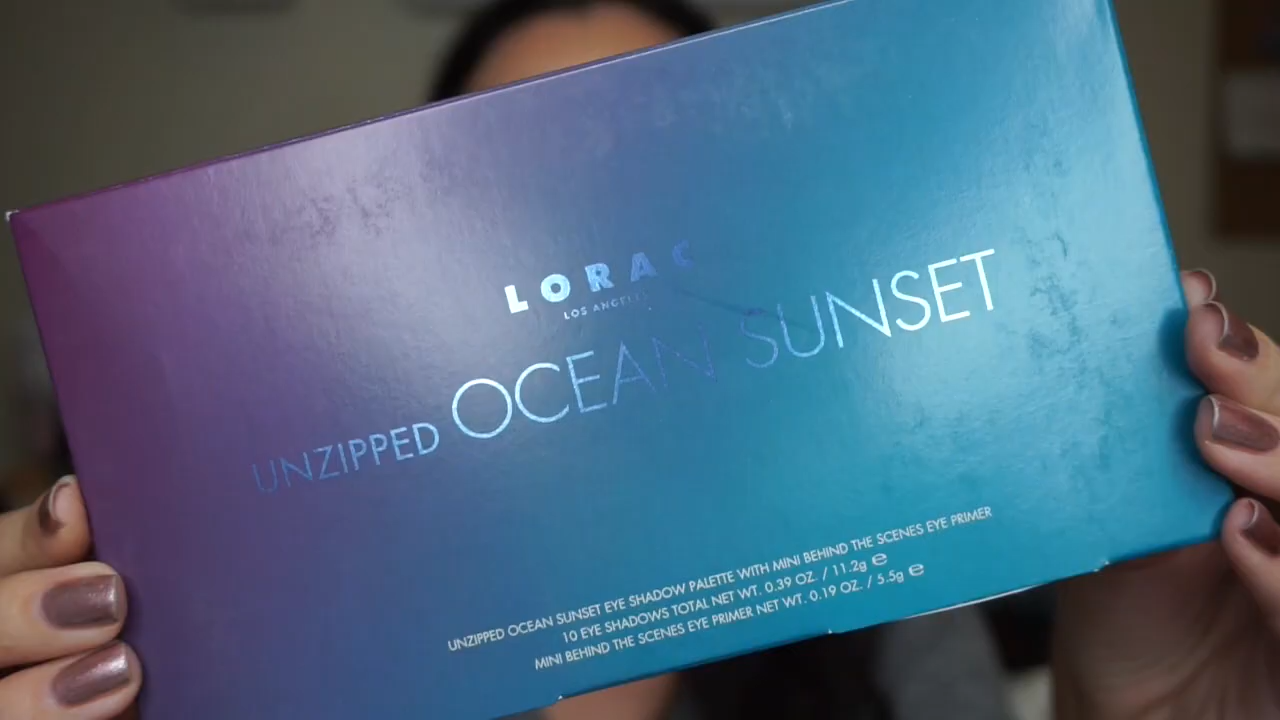 LORAC
LOS ANGELES
UNZIPPED OCEAN SUNSET
UNZIPPED OCEAN SUNSET EYE SHADOW PALETTE WITH MINI BEHIND THE SCENES EYE PRIMER
10 EYE SHADOWS TOTAL NET WT. 0.39 OZ. / 11.2g ℮
MINI BEHIND THE SCENES EYE PRIMER NET WT. 0.19 OZ. / 5.5g ℮